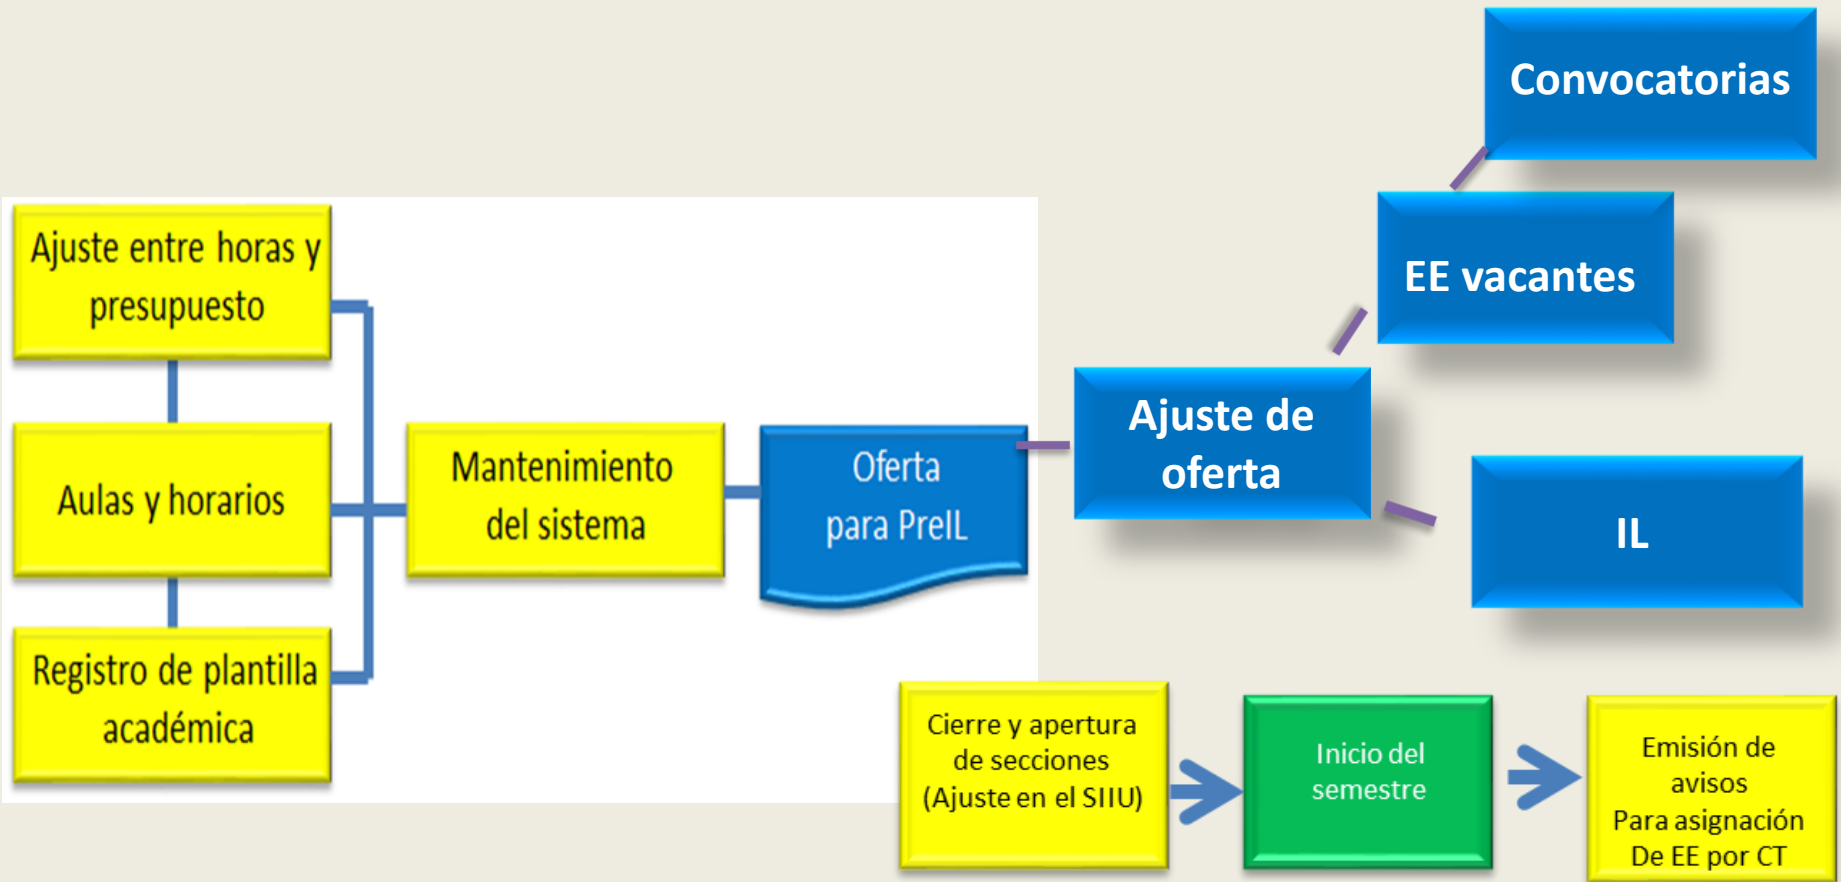 Convocatorias
EE vacantes
Ajuste de
oferta
IL
Ajuste entre horas y
presupuesto
Aulas y horarios
Registro de plantilla
académica
Mantenimiento
del sistema
Oferta
para PreIL
Cierre y apertura
de secciones
(Ajuste en el SIIU)
Inicio del
semestre
Emisión de
avisos
Para asignación
De EE por CT